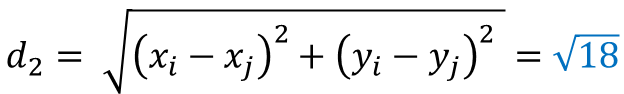 d₂ = √((xᵢ − xⱼ)² + (yᵢ − yⱼ)²) = √18